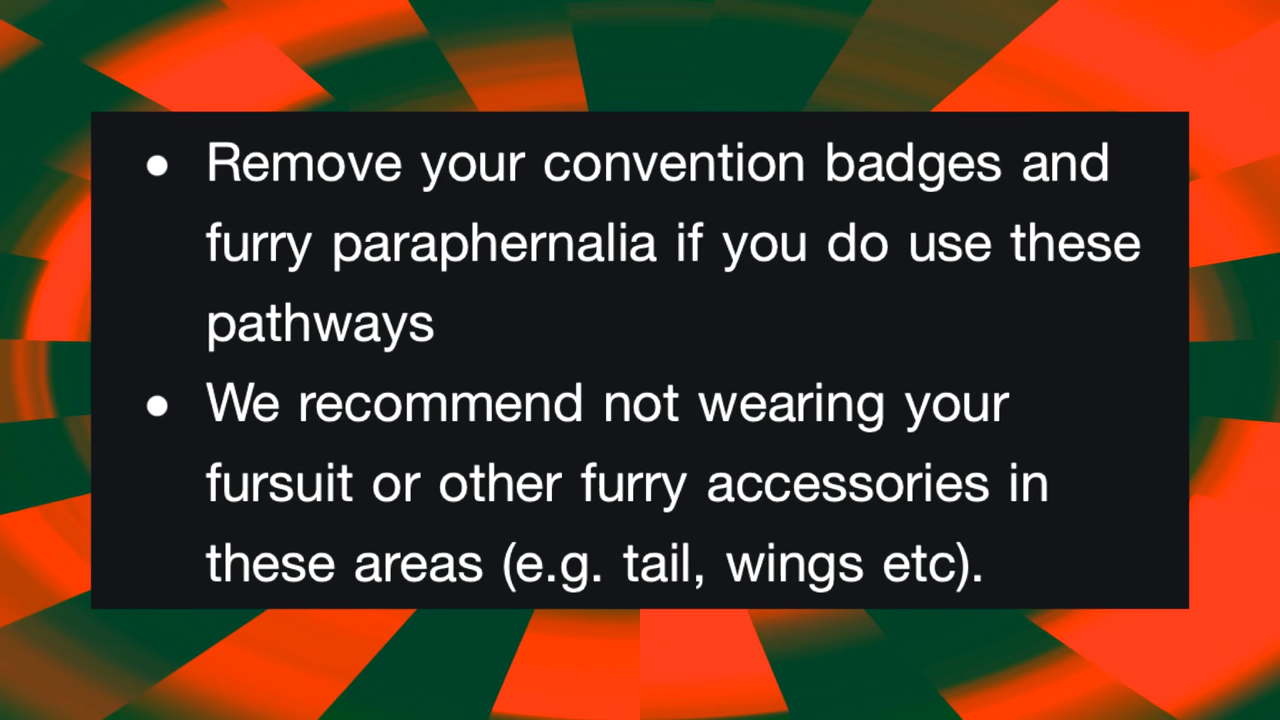 ● Remove your convention badges and
furry paraphernalia if you do use these
pathways
● We recommend not wearing your
fursuit or other furry accessories in
these areas (e.g. tail, wings etc).